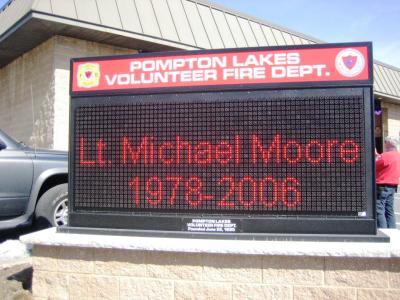 POMPTON LAKES
VOLUNTEER FIRE DEPT.
Lt. Michael Moore
1978-2006
POMPTON LAKES
VOLUNTEER FIRE DEPT